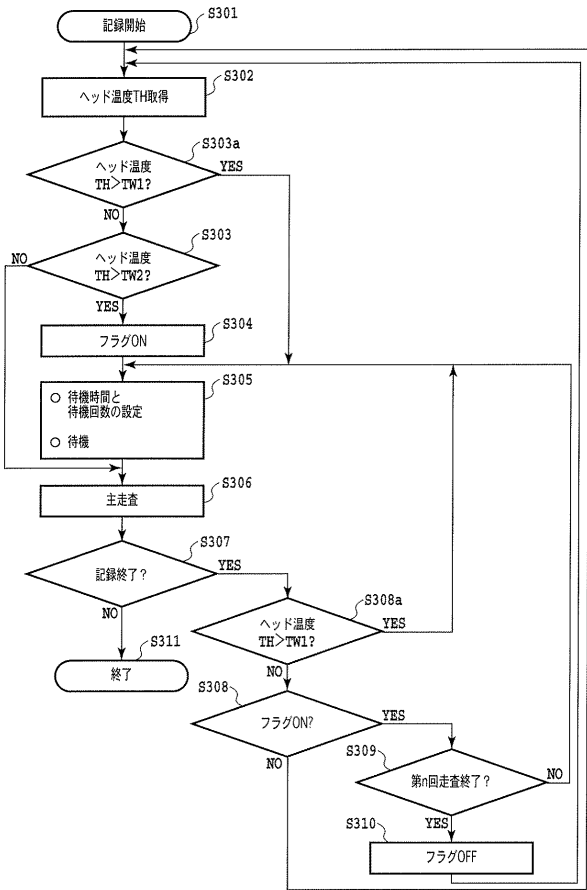 記録開始
S301
ヘッド温度TH取得
S302
ヘッド温度
TH>TW1?
S303a
YES
NO
ヘッド温度
TH>TW2?
S303
NO
YES
フラグON
S304
○ 待機時間と
待機回数の設定
○ 待機
S305
主走査
S306
記録終了？
S307
YES
NO
終了
S311
ヘッド温度
TH>TW1?
S308a
YES
NO
フラグON?
S308
YES
NO
第n回走査終了？
S309
NO
YES
フラグOFF
S310